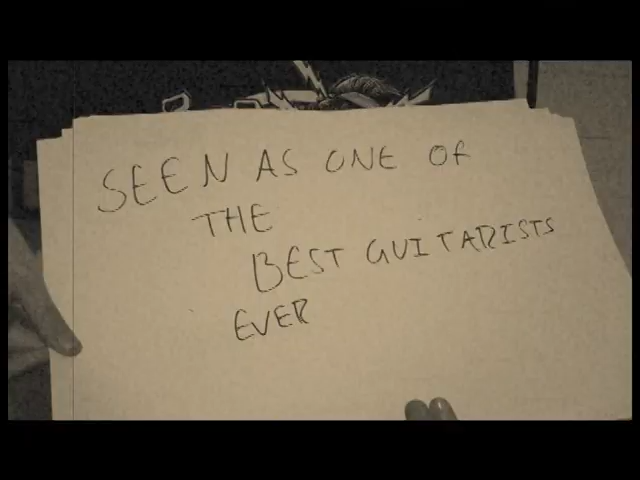 SEEN AS ONE OF
THE
BEST GUITARISTS
EVER